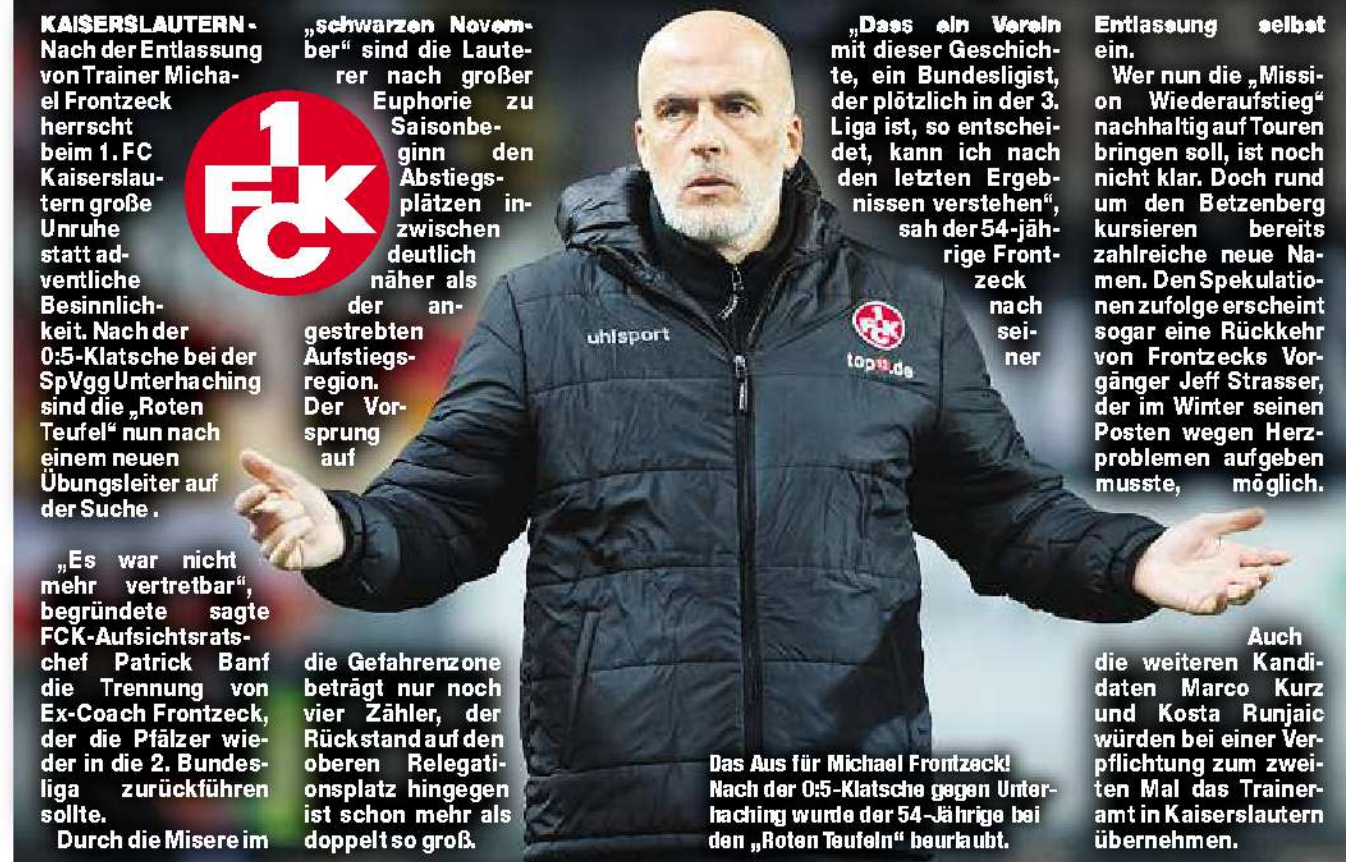 KAISERSLAUTERN -
Nach der Entlassung
von Trainer Micha-
el Frontzeck
herrscht
beim 1. FC
Kaiserslau-
tern große
Unruhe
statt ad-
ventliche
Besinnlich-
keit. Nach der
0:5-Klatsche bei der
SpVgg Unterhaching
sind die „Roten
Teufel“ nun nach
einem neuen
Übungsleiter auf
der Suche .
„Es war nicht
mehr vertretbar“,
begründete sagte
FCK-Aufsichtsrats-
chef Patrick Banf
die Trennung von
Ex-Coach Frontzeck,
der die Pfälzer wie-
der in die 2. Bundes-
liga zurückführen
sollte.
Durch die Misere im
„schwarzen Novem-
ber“ sind die Laute-
rer nach großer
Euphorie zu
Saisonbe-
ginn den
Abstiegs-
plätzen in-
zwischen
deutlich
näher als
der an-
gestrebten
Aufstiegs-
region.
Der Vor-
sprung
auf
die Gefahrenzone
beträgt nur noch
vier Zähler, der
Rückstand auf den
oberen Relegati-
onsplatz hingegen
ist schon mehr als
doppelt so groß.
„Dass ein Verein
mit dieser Geschich-
te, ein Bundesligist,
der plötzlich in der 3.
Liga ist, so entschei-
det, kann ich nach
den letzten Ergeb-
nissen verstehen“,
sah der 54-jäh-
rige Front-
zeck
nach
sei-
ner
Entlassung selbst
ein.
Wer nun die „Missi-
on Wiederaufstieg“
nachhaltig auf Touren
bringen soll, ist noch
nicht klar. Doch rund
um den Betzenberg
kursieren bereits
zahlreiche neue Na-
men. Den Spekulatio-
nen zufolge erscheint
sogar eine Rückkehr
von Frontzecks Vor-
gänger Jeff Strasser,
der im Winter seinen
Posten wegen Herz-
problemen aufgeben
musste, möglich.
Auch
die weiteren Kandi-
daten Marco Kurz
und Kosta Runjaic
würden bei einer Ver-
pflichtung zum zwei-
ten Mal das Trainer-
amt in Kaiserslautern
übernehmen.
1
FCK
uhlsport
1
FCK
top12.de
Das Aus für Michael Frontzeck!
Nach der 0:5-Klatsche gegen Unter-
haching wurde der 54-Jährige bei
den „Roten Teufeln“ beurlaubt.